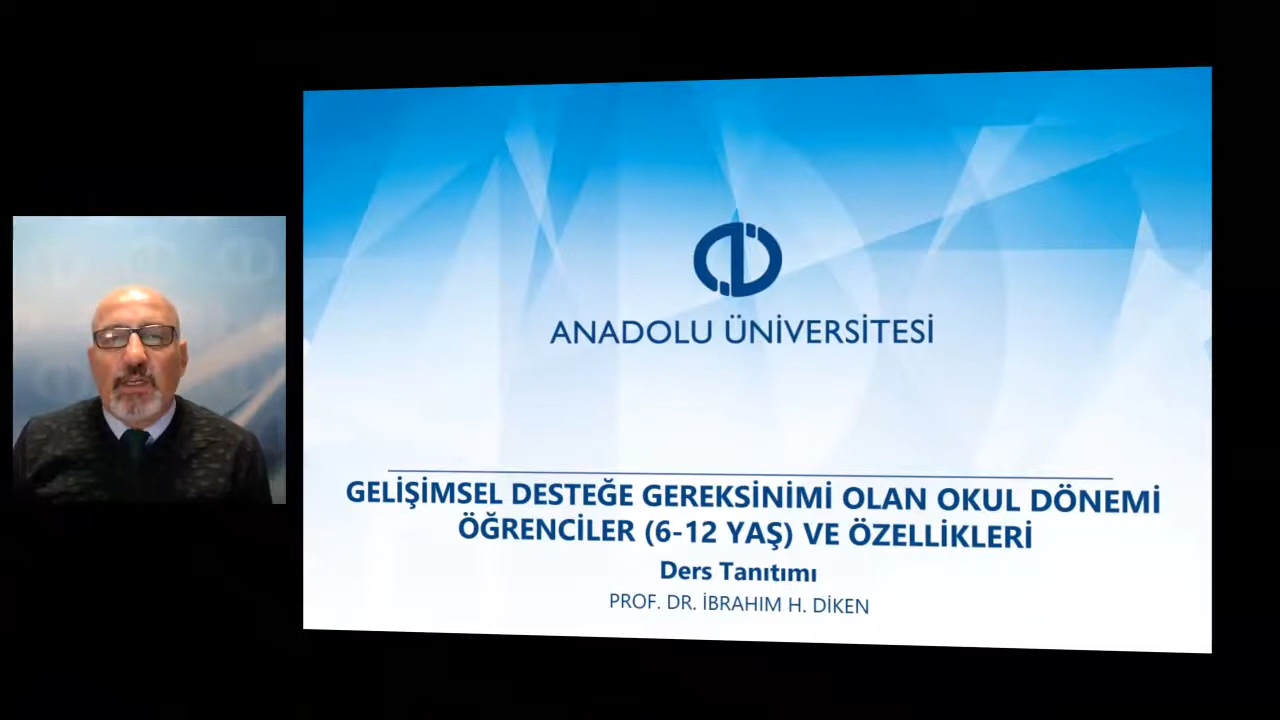 ANADOLU ÜNİVERSİTESİ
GELİŞİMSEL DESTEĞE GEREKSİNİMİ OLAN OKUL DÖNEMİ
ÖĞRENCİLER (6-12 YAŞ) VE ÖZELLİKLERİ
Ders Tanıtımı
PROF. DR. İBRAHIM H. DİKEN